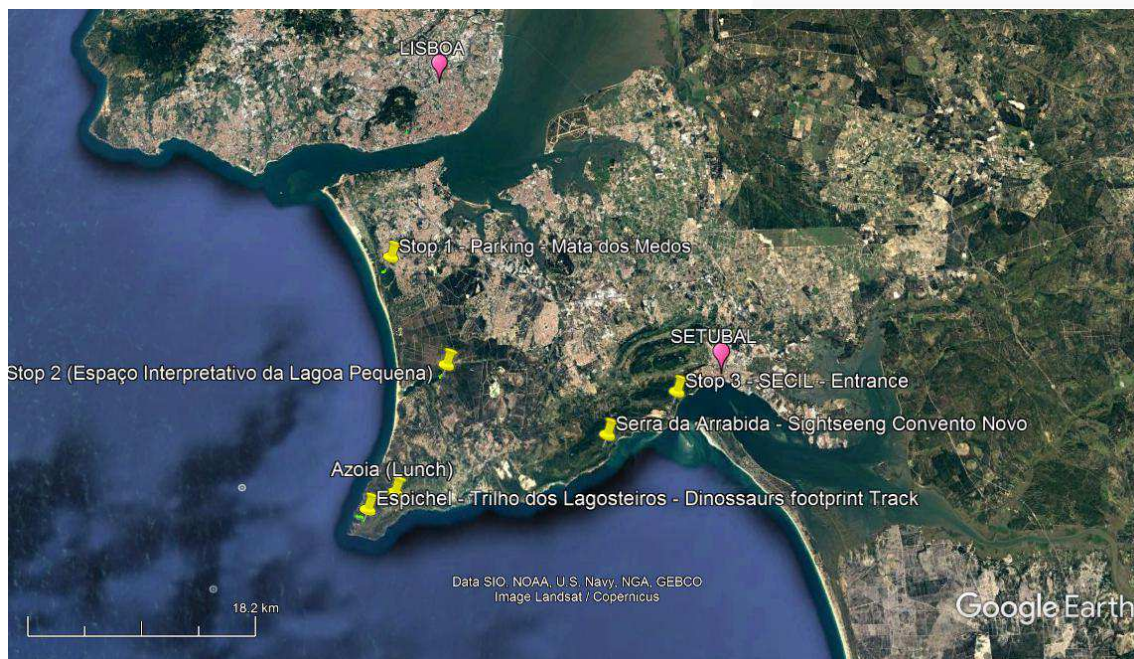 LISBOA
Stop 1 - Parking - Mata dos Medos
SETUBAL
Stop 2 (Espaço Interpretativo da Lagoa Pequena)
Stop 3 - SECIL - Entrance
Serra da Arrabida - Sightseeng Convento Novo
Azoia (Lunch)
Espichel - Trilho dos Lagosteiros - Dinossaurs footprint Track
Data SIO, NOAA, U.S. Navy, NGA, GEBCO
Image Landsat / Copernicus
18.2 km
Google Earth